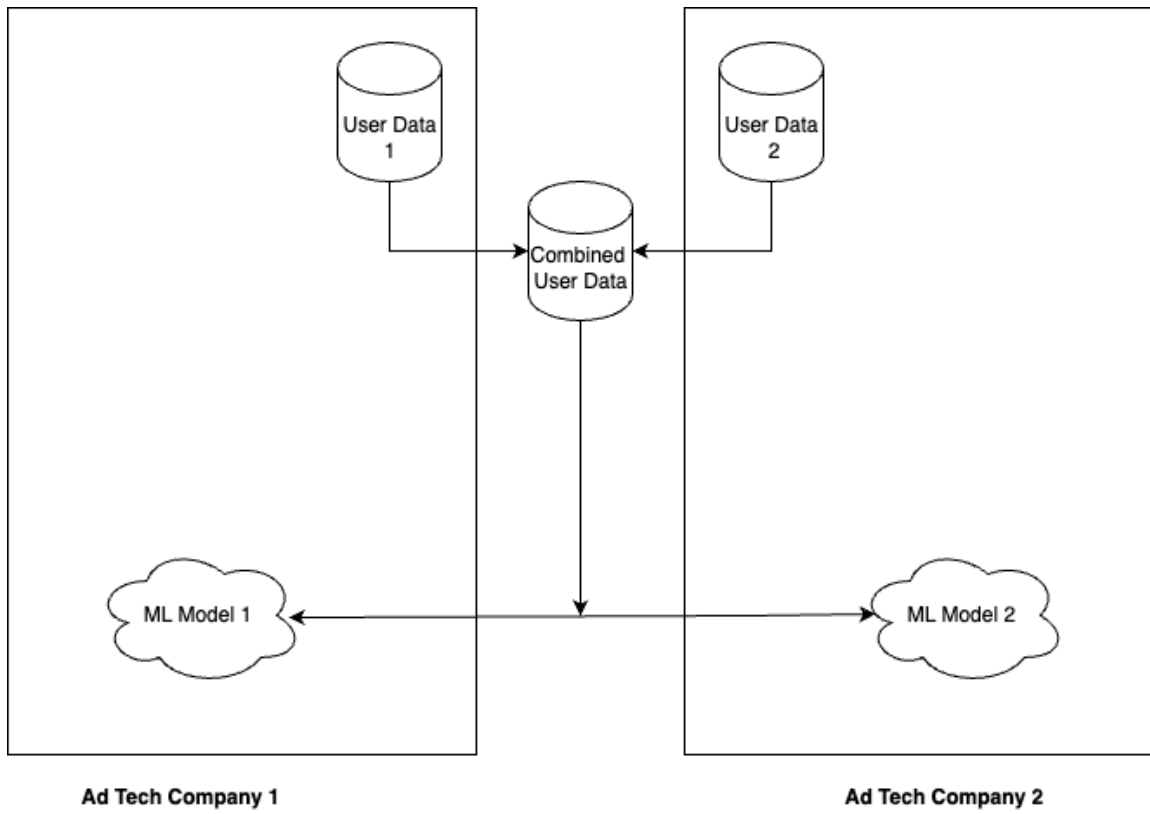 User Data
1
User Data
2
Combined
User Data
ML Model 1
ML Model 2
Ad Tech Company 1
Ad Tech Company 2